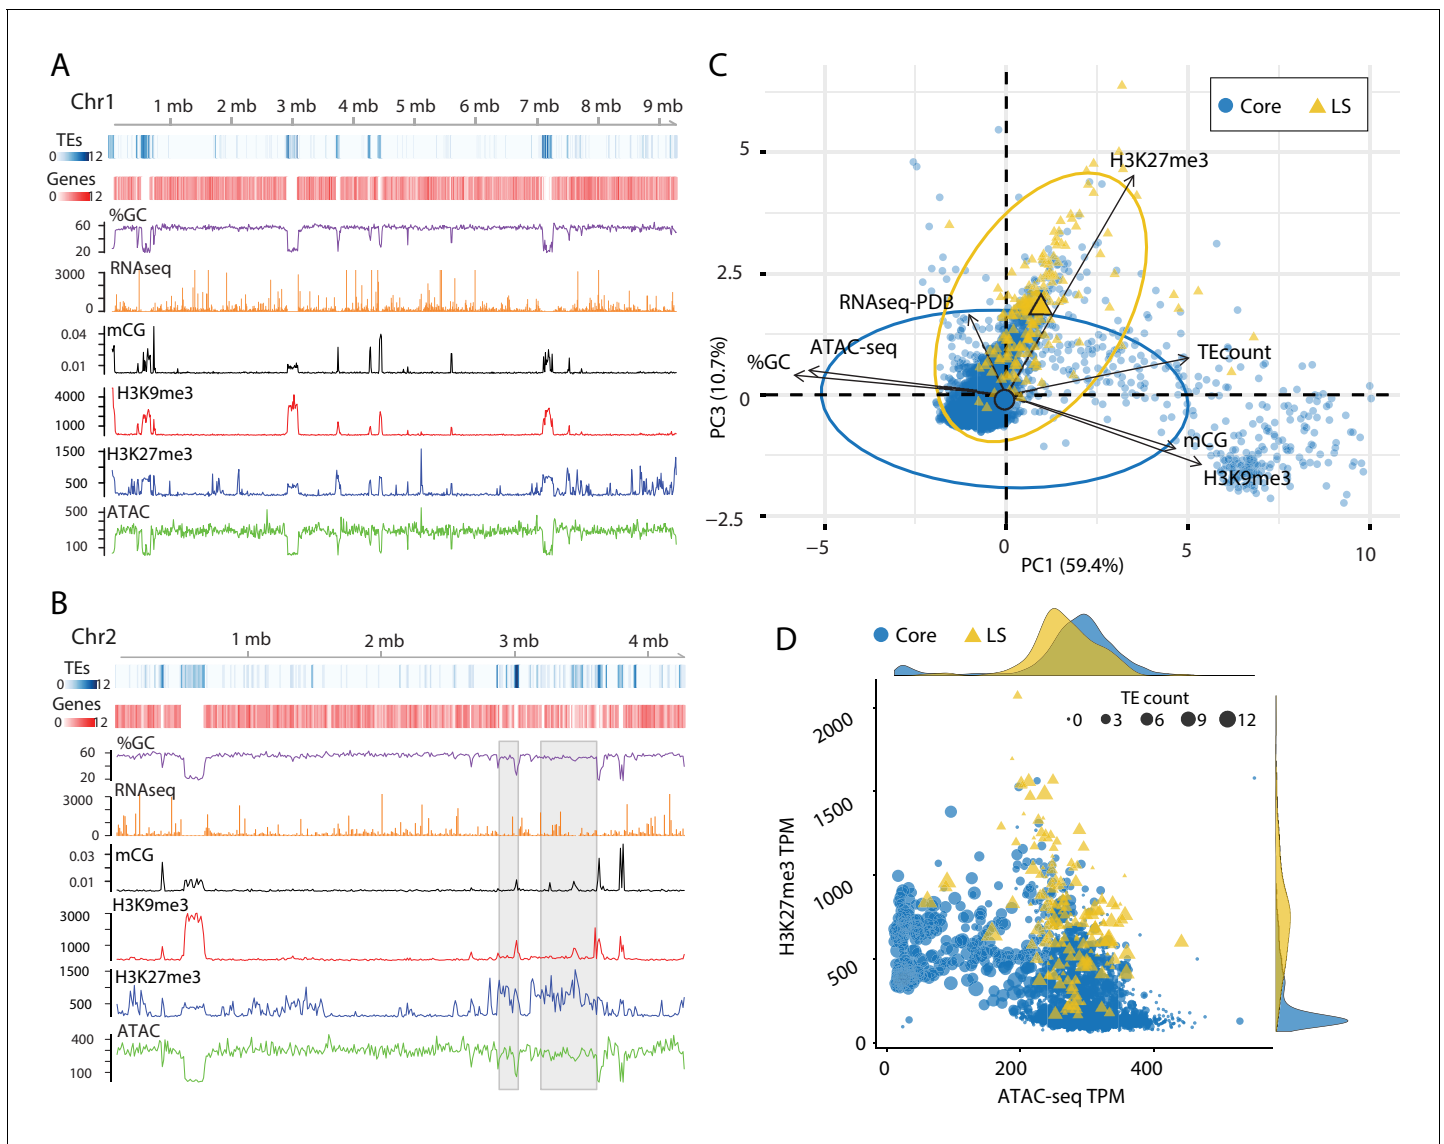 A
Chr1
1 mb 2 mb 3 mb 4 mb 5 mb 6 mb 7 mb 8 mb 9 mb
TEs
0 12
Genes
0 12
%GC
60
20
RNAseq
3000
0
mCG
0.04
0.01
H3K9me3
4000
1000
H3K27me3
1500
500
ATAC
500
100
B
Chr2
1 mb 2 mb 3 mb 4 mb
TEs
0 12
Genes
0 12
%GC
60
20
RNAseq
3000
0
mCG
0.03
0.01
H3K9me3
3000
1000
H3K27me3
1500
500
ATAC
400
100
C
Core LS
H3K27me3
RNAseq-PDB
ATAC-seq
%GC
TEcount
mCG
H3K9me3
PC3 (10.7%)
5
2.5
0
−2.5
−5 0 5 10
PC1 (59.4%)
D
Core LS
TE count
0 3 6 9 12
H3K27me3 TPM
2000
1500
1000
500
0
0 200 400
ATAC-seq TPM